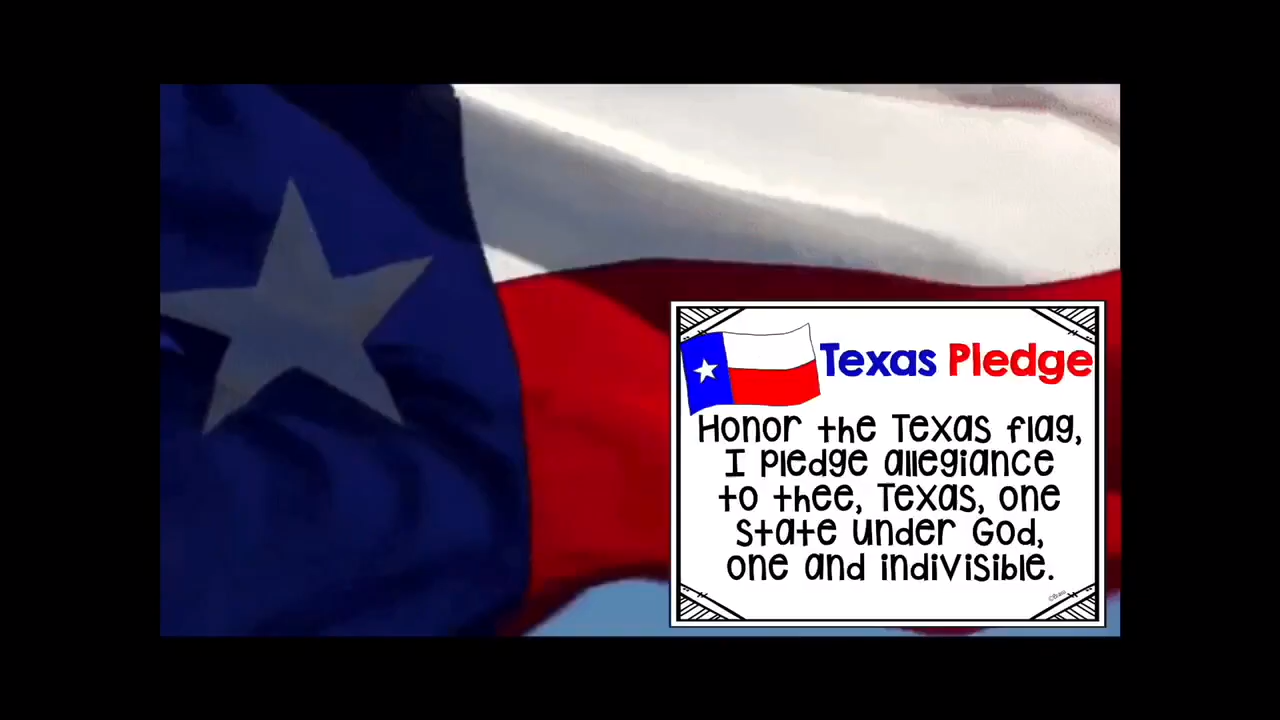 Texas Pledge
Honor the Texas flag,
I pledge allegiance
to thee, Texas, one
state under God,
one and indivisible.